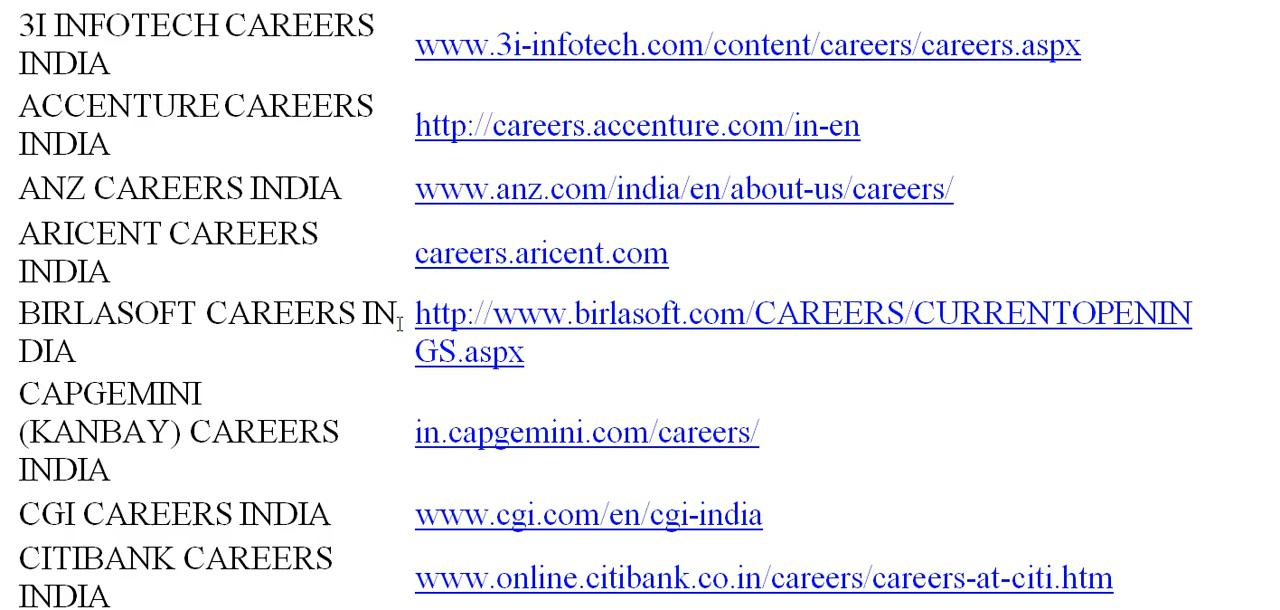 3I INFOTECH CAREERS
INDIA
www.3i-infotech.com/content/careers/careers.aspx
ACCENTURE CAREERS
INDIA
http://careers.accenture.com/in-en
ANZ CAREERS INDIA
www.anz.com/india/en/about-us/careers/
ARICENT CAREERS
INDIA
careers.aricent.com
BIRLASOFT CAREERS IN
DIA
http://www.birlasoft.com/CAREERS/CURRENTOPENIN
GS.aspx
CAPGEMINI
(KANBAY) CAREERS
INDIA
in.capgemini.com/careers/
CGI CAREERS INDIA
www.cgi.com/en/cgi-india
CITIBANK CAREERS
INDIA
www.online.citibank.co.in/careers/careers-at-citi.htm